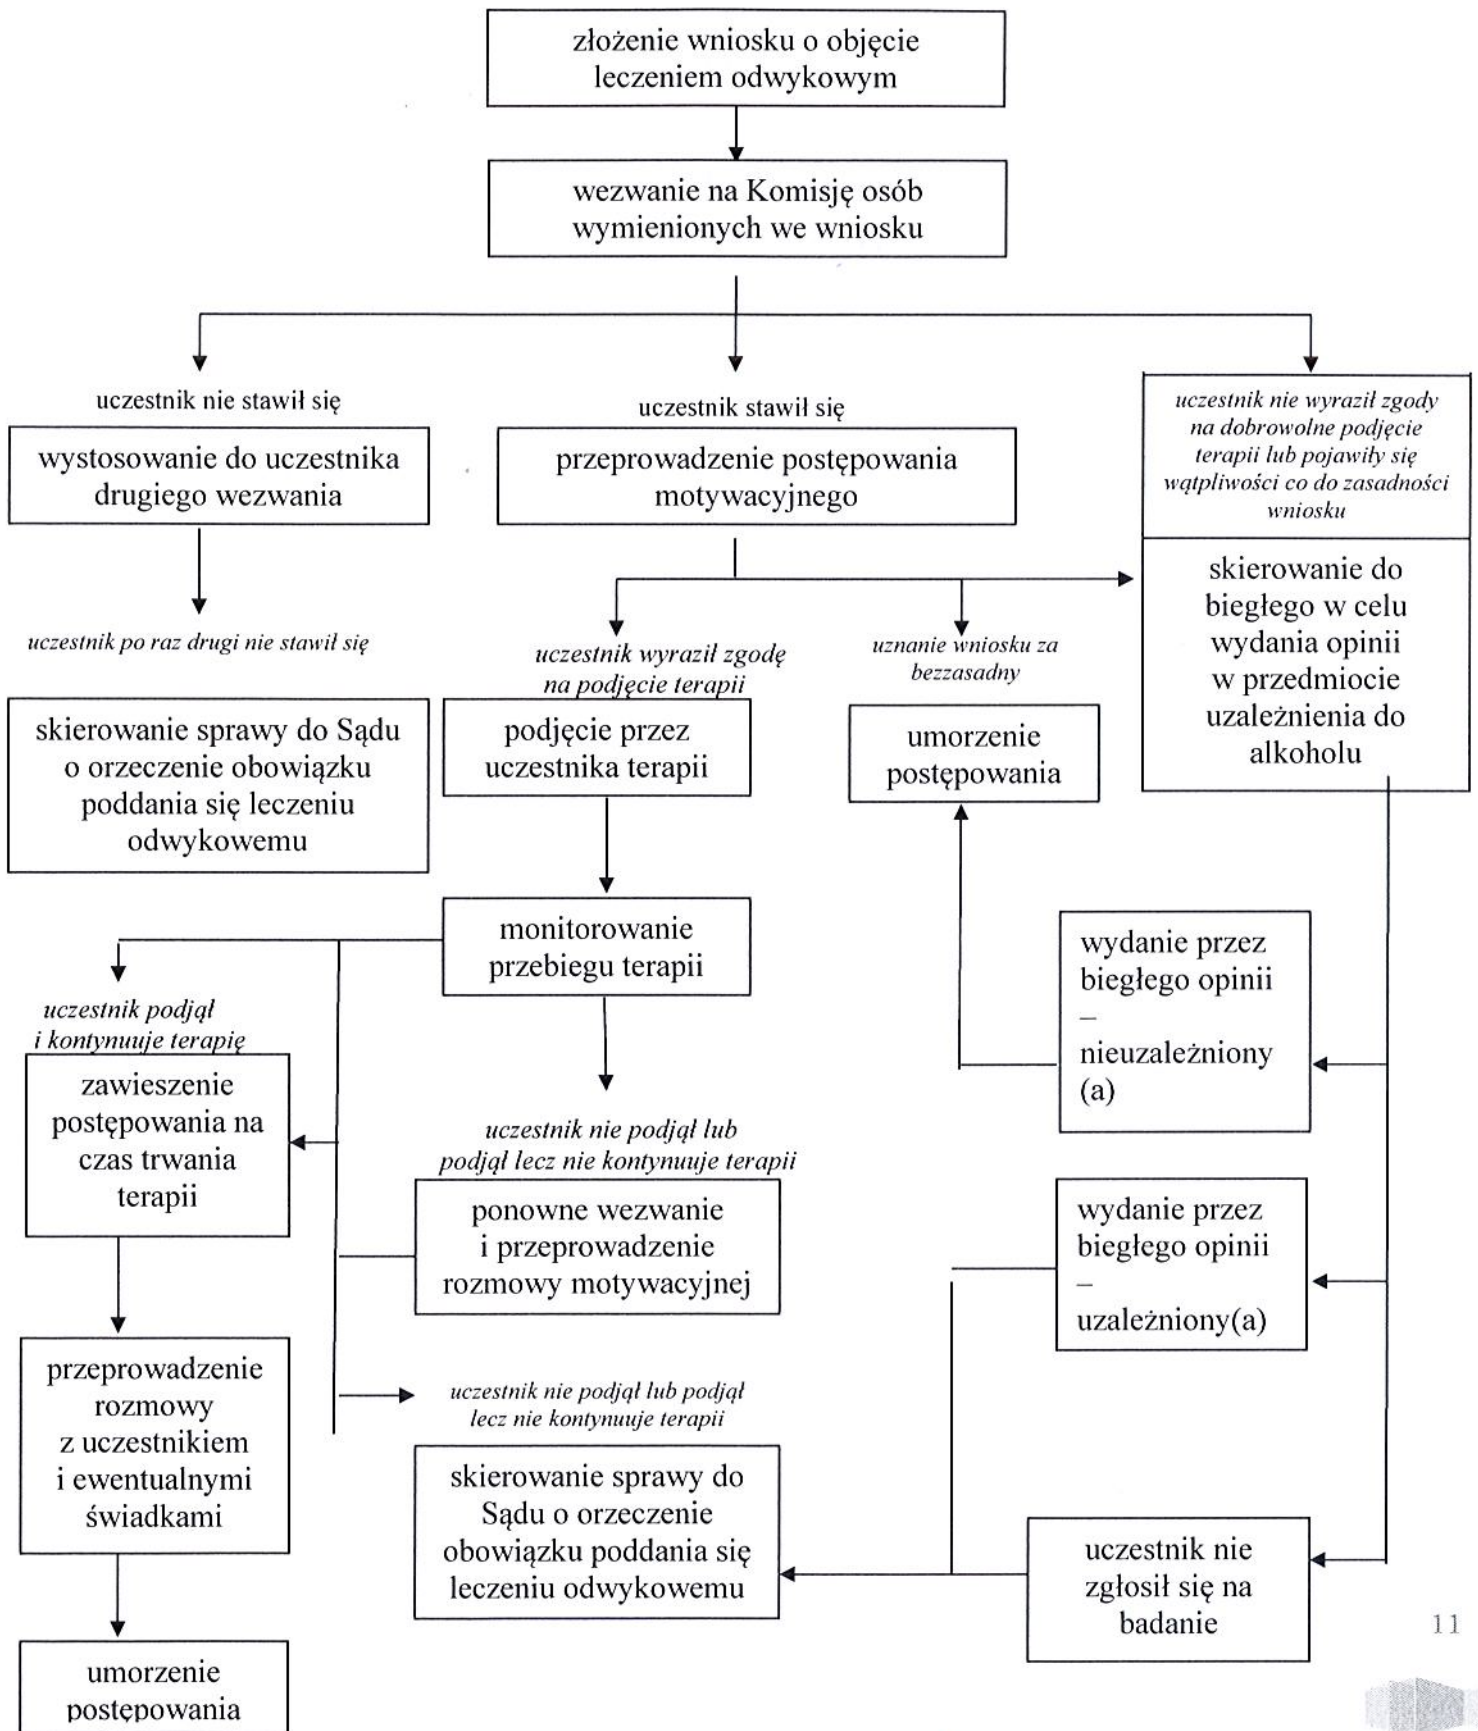 złożenie wniosku o objęcie
leczeniem odwykowym
wezwanie na Komisję osób
wymienionych we wniosku
uczestnik nie stawił się
wystosowanie do uczestnika
drugiego wezwania
uczestnik po raz drugi nie stawił się
skierowanie sprawy do Sądu
o orzeczenie obowiązku
poddania się leczeniu
odwykowemu
uczestnik stawił się
przeprowadzenie postępowania
motywacyjnego
uczestnik nie wyraził zgody
na dobrowolne podjęcie
terapii lub pojawiły się
wątpliwości co do zasadności
wniosku
skierowanie do
biegłego w celu
wydania opinii
w przedmiocie
uzależnienia do
alkoholu
uczestnik wyraził zgodę
na podjęcie terapii
podjęcie przez
uczestnika terapii
uznanie wniosku za
bezzasadny
umorzenie
postępowania
monitorowanie
przebiegu terapii
uczestnik podjął
i kontynuuje terapię
zawieszenie
postępowania na
czas trwania
terapii
przeprowadzenie
rozmowy
z uczestnikiem
i ewentualnymi
świadkami
umorzenie
postępowania
uczestnik nie podjął lub
podjął lecz nie kontynuuje terapii
ponowne wezwanie
i przeprowadzenie
rozmowy motywacyjnej
uczestnik nie podjął lub podjął
lecz nie kontynuuje terapii
skierowanie sprawy do
Sądu o orzeczenie
obowiązku poddania się
leczeniu odwykowemu
wydanie przez
biegłego opinii
–
nieuzależniony
(a)
wydanie przez
biegłego opinii
–
uzależniony(a)
uczestnik nie
zgłosił się na
badanie
11